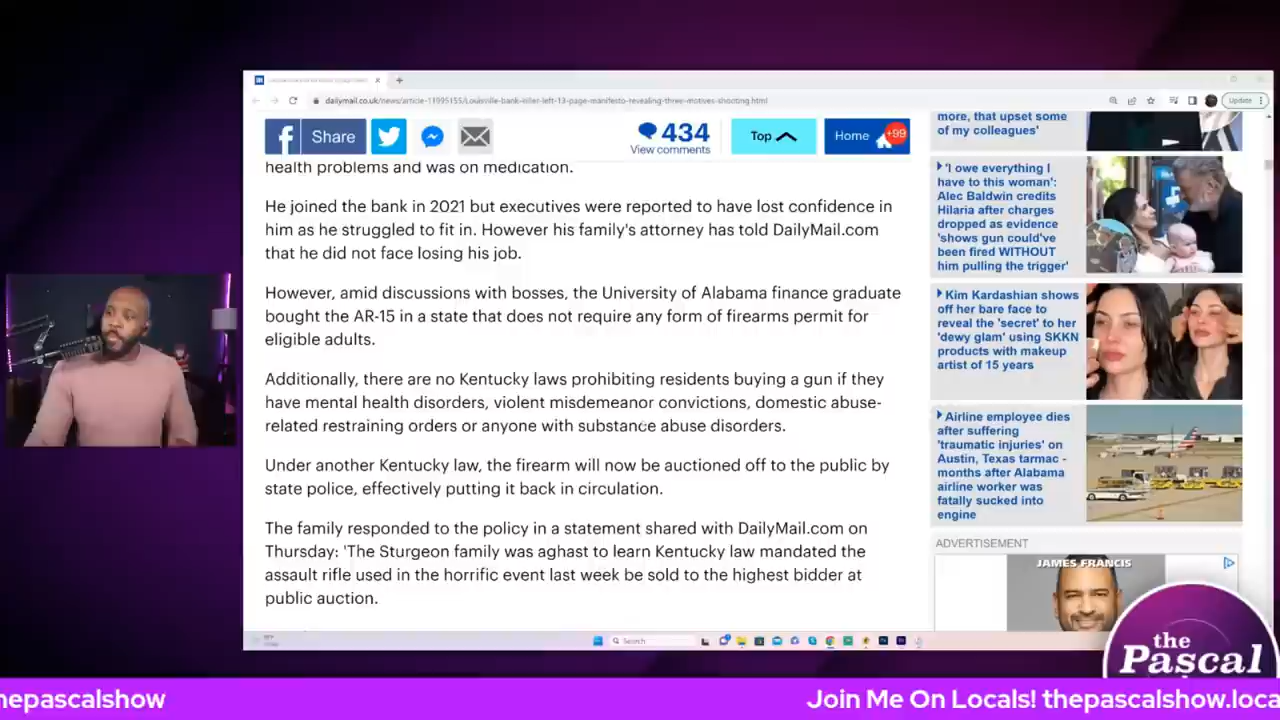 dailymail.co.uk/news/article-11995155/Louisville-bank-killer-left-13-page-manifesto-revealing-three-motives-shooting.html
Update
Share
434
View comments
Top
Home
+99
health problems and was on medication.
He joined the bank in 2021 but executives were reported to have lost confidence in
him as he struggled to fit in. However his family's attorney has told DailyMail.com
that he did not face losing his job.
However, amid discussions with bosses, the University of Alabama finance graduate
bought the AR-15 in a state that does not require any form of firearms permit for
eligible adults.
Additionally, there are no Kentucky laws prohibiting residents buying a gun if they
have mental health disorders, violent misdemeanor convictions, domestic abuse-
related restraining orders or anyone with substance abuse disorders.
Under another Kentucky law, the firearm will now be auctioned off to the public by
state police, effectively putting it back in circulation.
The family responded to the policy in a statement shared with DailyMail.com on
Thursday: 'The Sturgeon family was aghast to learn Kentucky law mandated the
assault rifle used in the horrific event last week be sold to the highest bidder at
public auction.
more, that upset some
of my colleagues'
'I owe everything I
have to this woman':
Alec Baldwin credits
Hilaria after charges
dropped as evidence
'shows gun could've
been fired WITHOUT
him pulling the trigger'
Kim Kardashian shows
off her bare face to
reveal the 'secret' to her
'dewy glam' using SKKN
products with makeup
artist of 15 years
Airline employee dies
after suffering
'traumatic injuries' on
Austin, Texas tarmac -
months after Alabama
airline worker was
fatally sucked into
engine
ADVERTISEMENT
JAMES FRANCIS
Search
the
Pascal
hepascalshow
Join Me On Locals! thepascalshow.loca